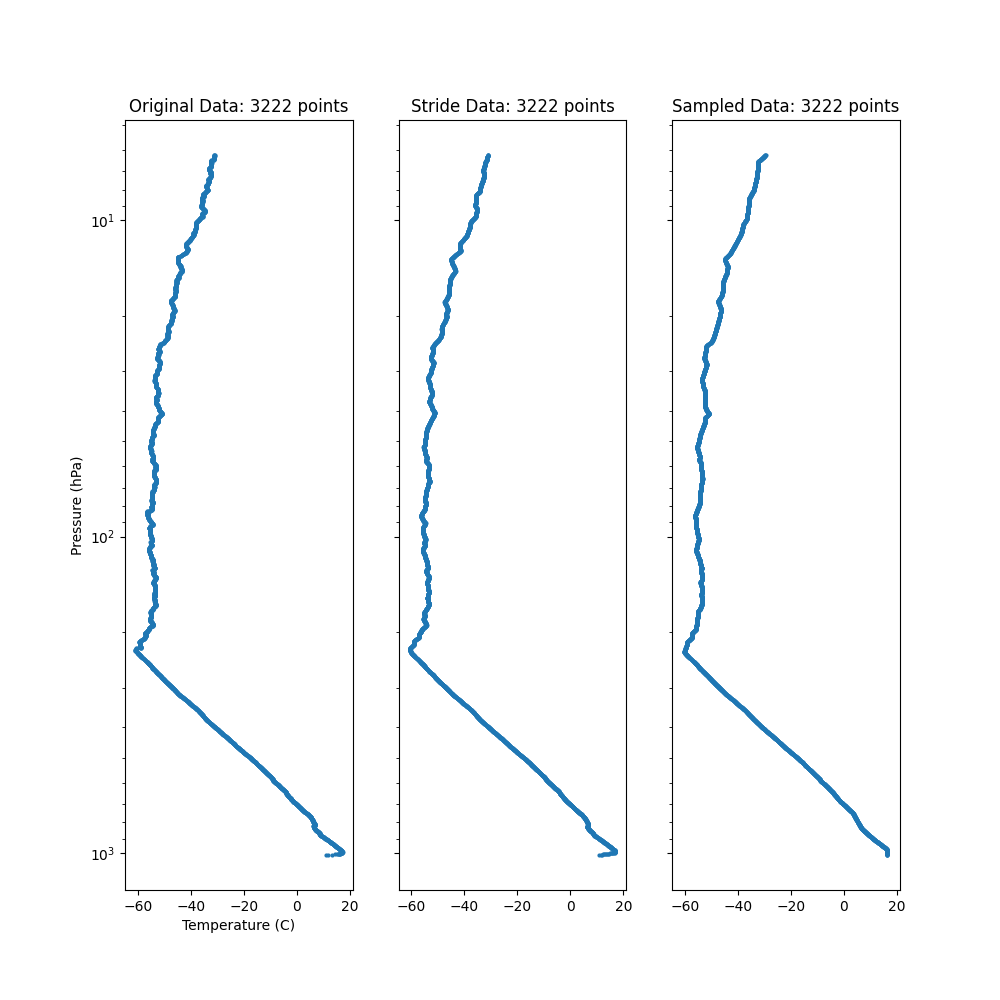 Original Data: 3222 points
Stride Data: 3222 points
Sampled Data: 3222 points
Pressure (hPa)
10¹
10²
10³
−60 −40 −20 0 20
−60 −40 −20 0 20
−60 −40 −20 0 20
Temperature (C)